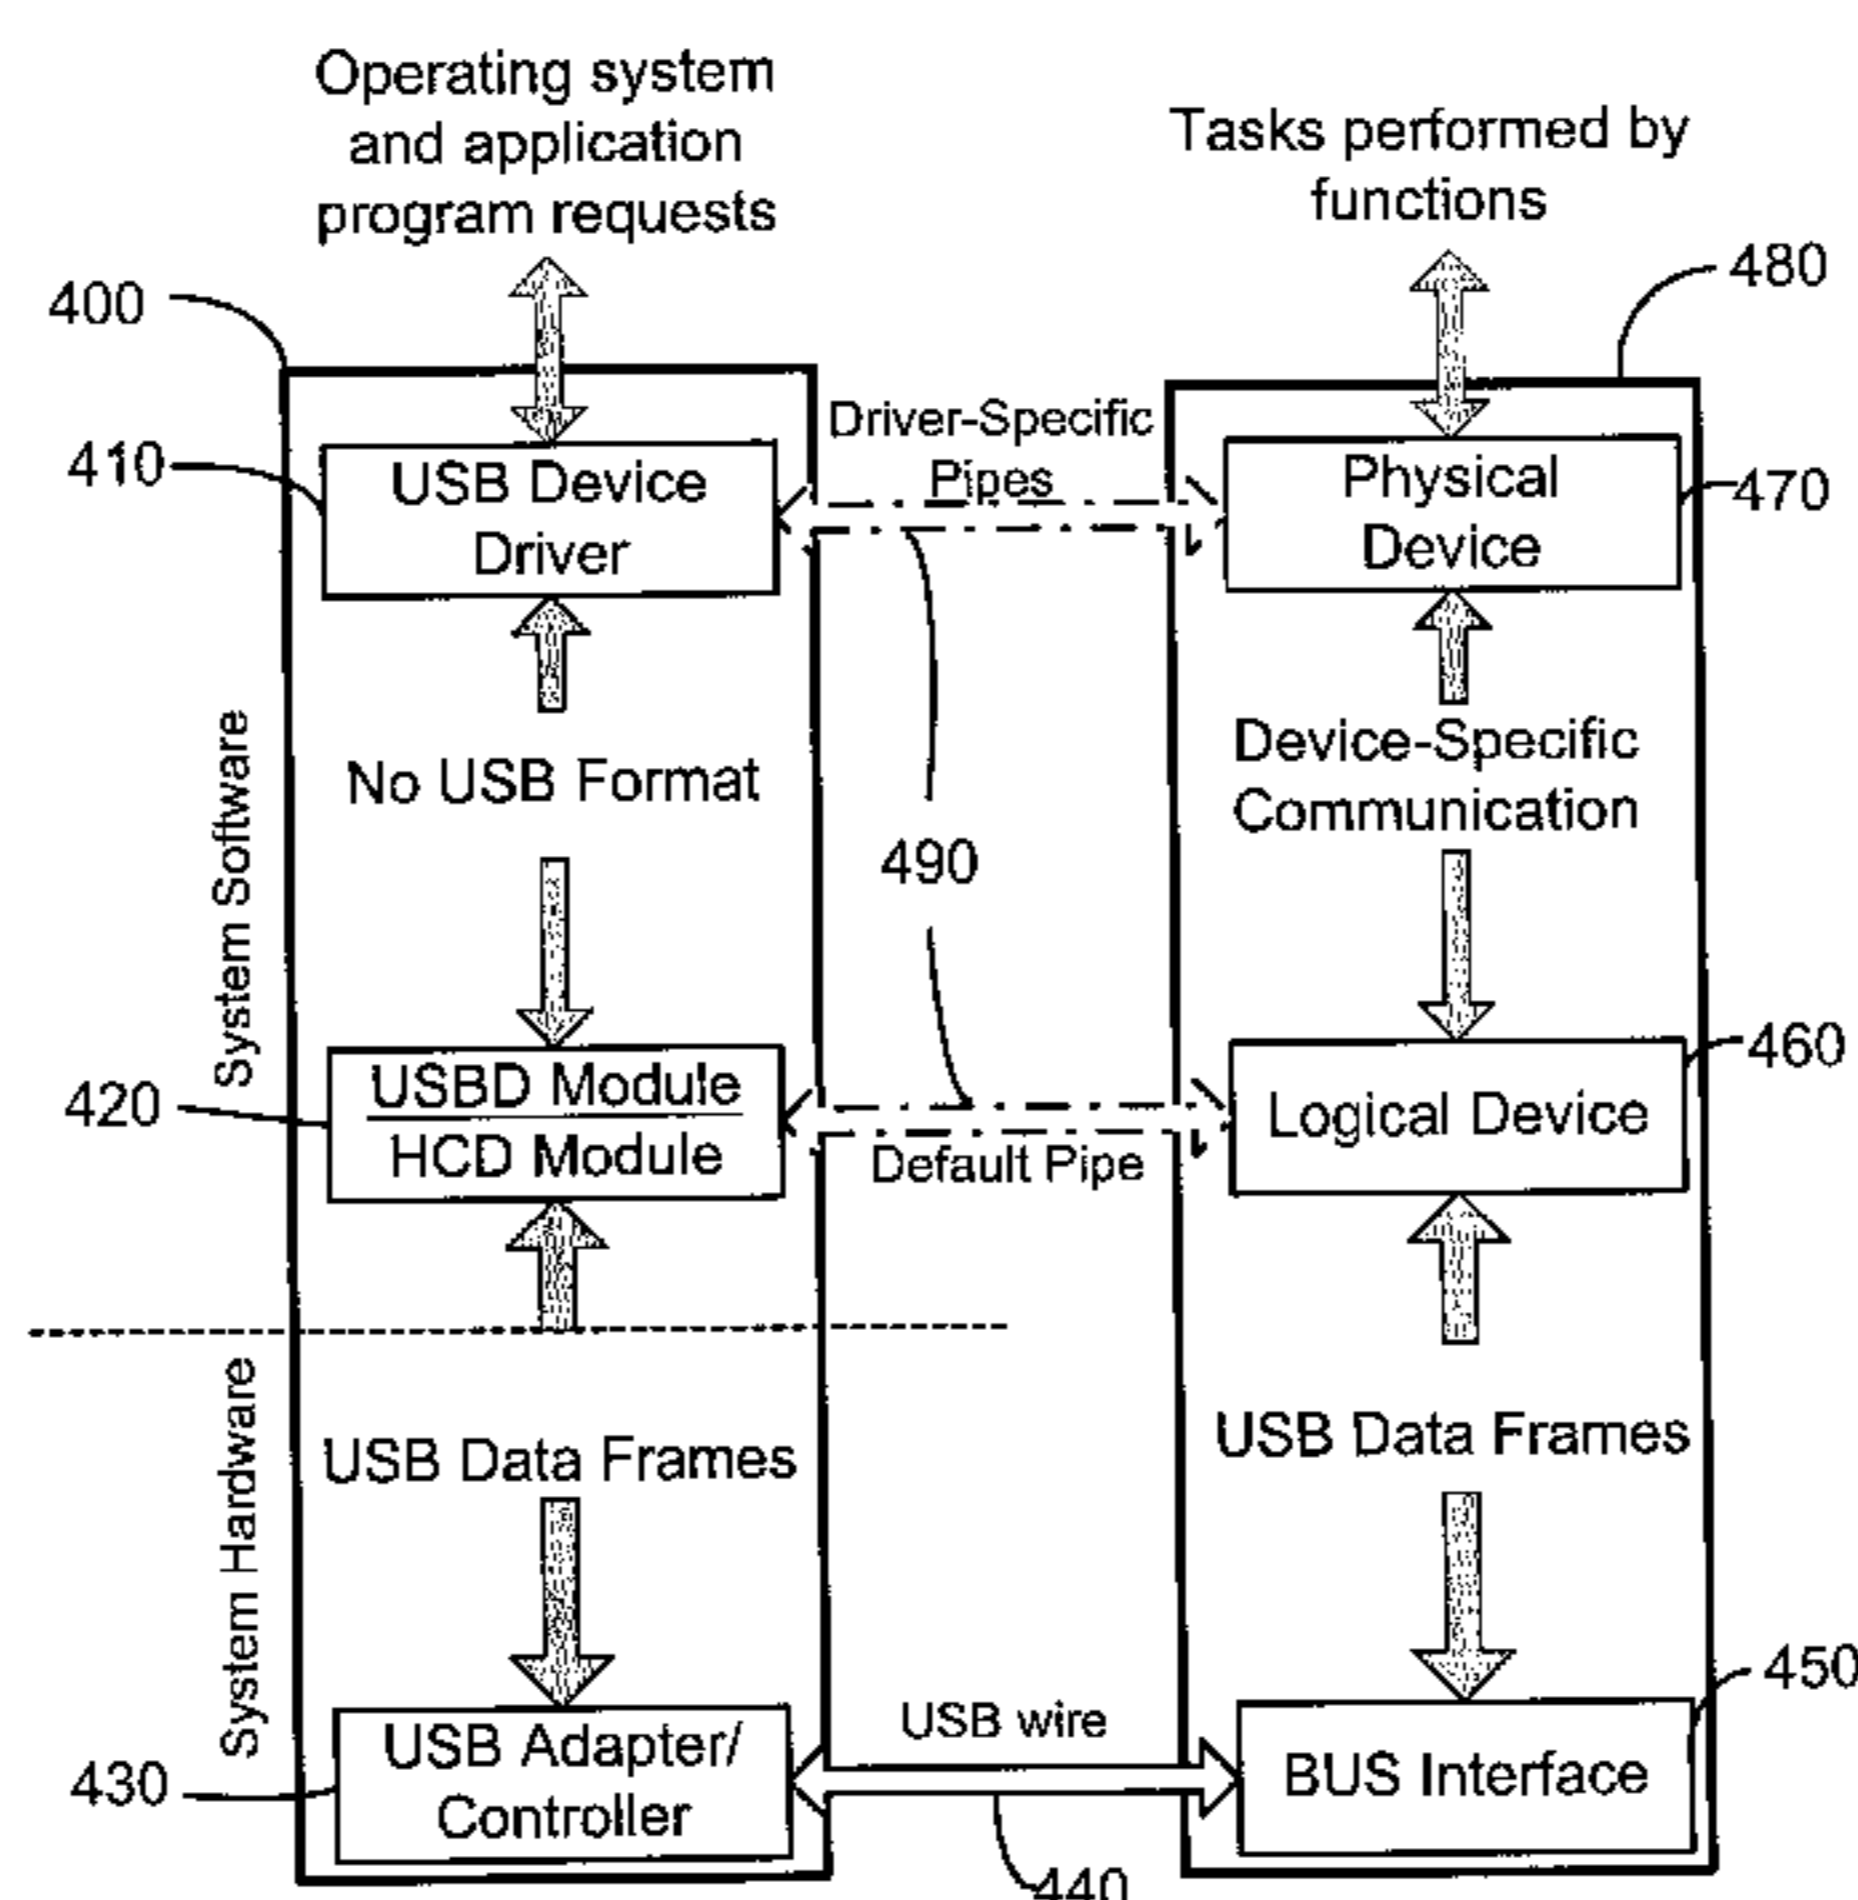 Operating system
and application
program requests
Tasks performed by
functions
400
480
410
USB Device
Driver
Driver-Specific
Pipes
Physical
Device
470
System Software
No USB Format
490
Device-Specific
Communication
420
USBD Module
HCD Module
Default Pipe
Logical Device
460
System Hardware
USB Data Frames
USB Data Frames
430
USB Adapter/
Controller
USB wire
440
BUS Interface
450